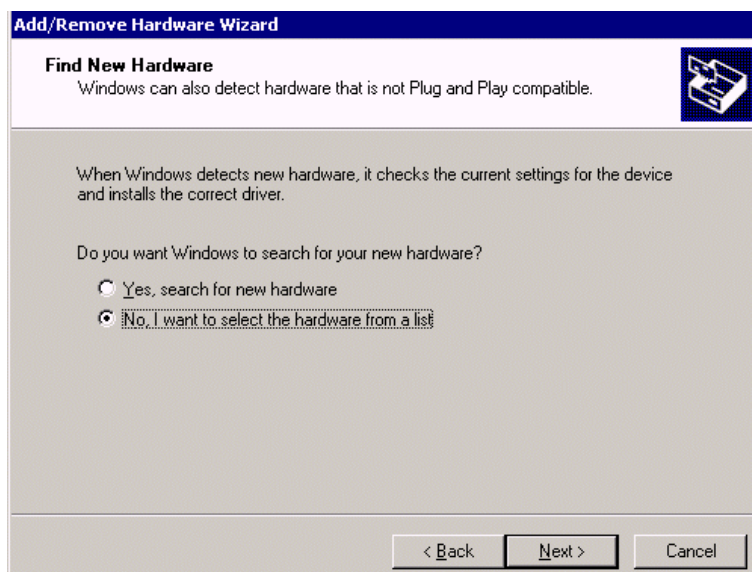 Add/Remove Hardware Wizard
Find New Hardware
Windows can also detect hardware that is not Plug and Play compatible.
When Windows detects new hardware, it checks the current settings for the device
and installs the correct driver.
Do you want Windows to search for your new hardware?
Yes, search for new hardware
No, I want to select the hardware from a list
< Back Next > Cancel